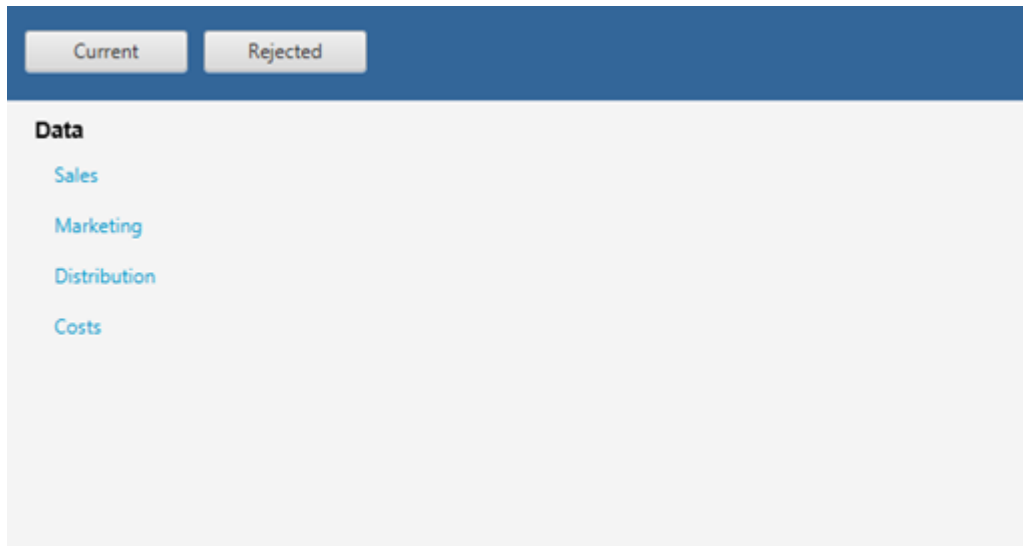 Current Rejected
Data
Sales
Marketing
Distribution
Costs